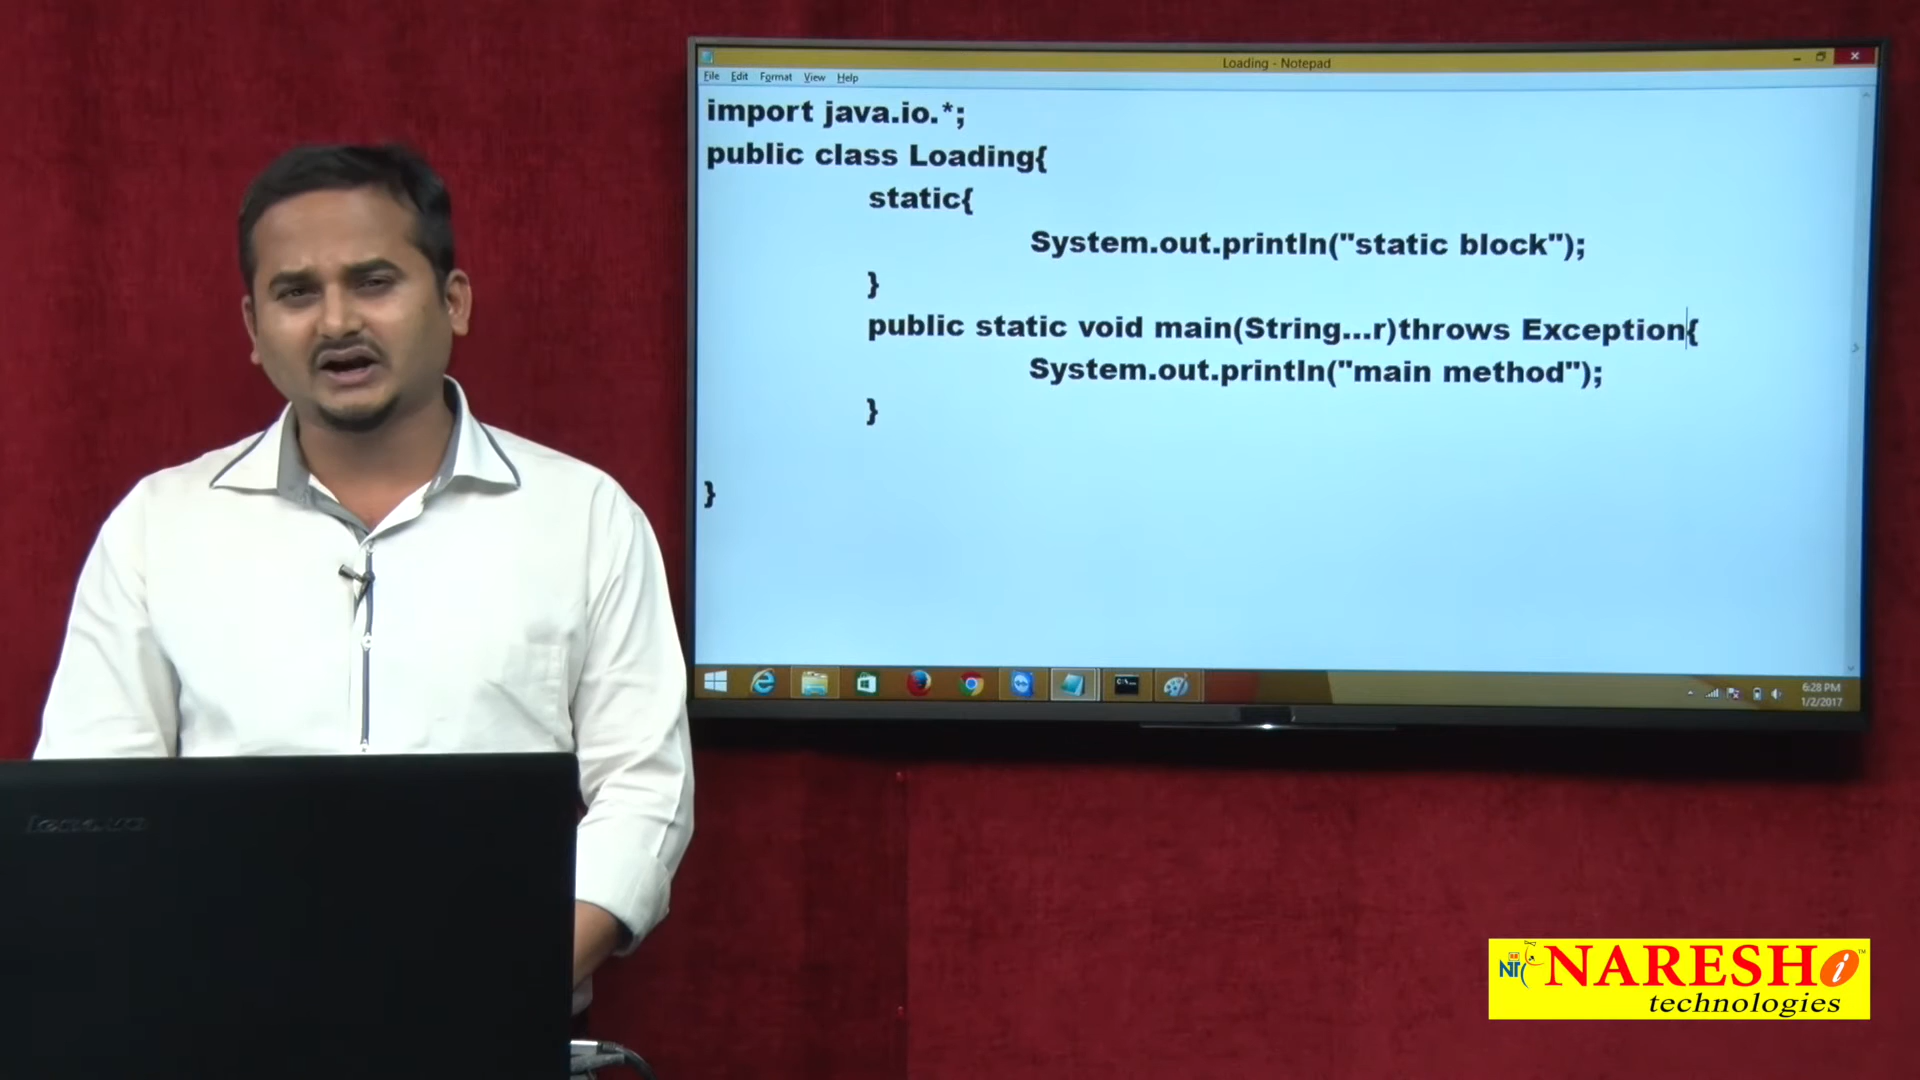 Loading - Notepad
File Edit Format View Help
import java.io.*;
public class Loading{
static{
System.out.println("static block");
}
public static void main(String...r)throws Exception{
System.out.println("main method");
}
}
6:28 PM
1/2/2017
lenovo
NARESHi
technologies